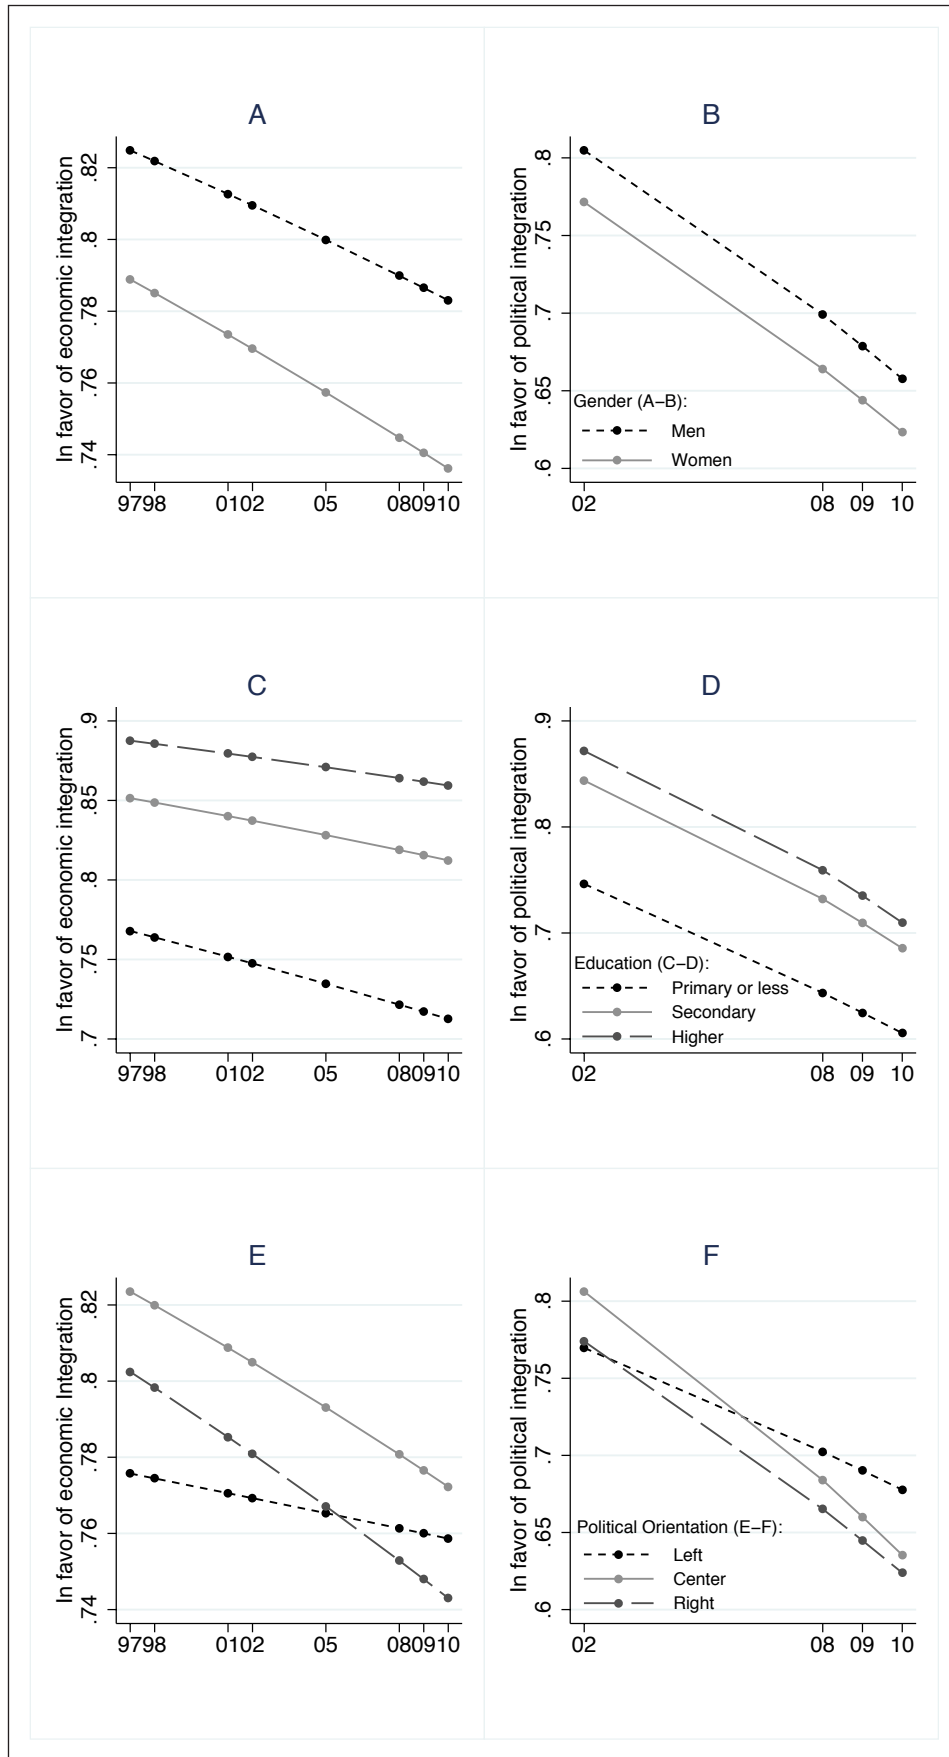 A
In favor of economic integration
.82
.8
.78
.76
.74
9798 0102 05 080910
B
In favor of political integration
.8
.75
.7
.65
.6
Gender (A–B):
Men
Women
02 08 09 10
C
In favor of economic integration
.9
.85
.8
.75
.7
9798 0102 05 080910
D
In favor of political integration
.9
.8
.7
.6
Education (C–D):
Primary or less
Secondary
Higher
02 08 09 10
E
In favor of economic Integration
.82
.8
.78
.76
.74
9798 0102 05 080910
F
In favor of political integration
.8
.75
.7
.65
.6
Political Orientation (E–F):
Left
Center
Right
02 08 09 10